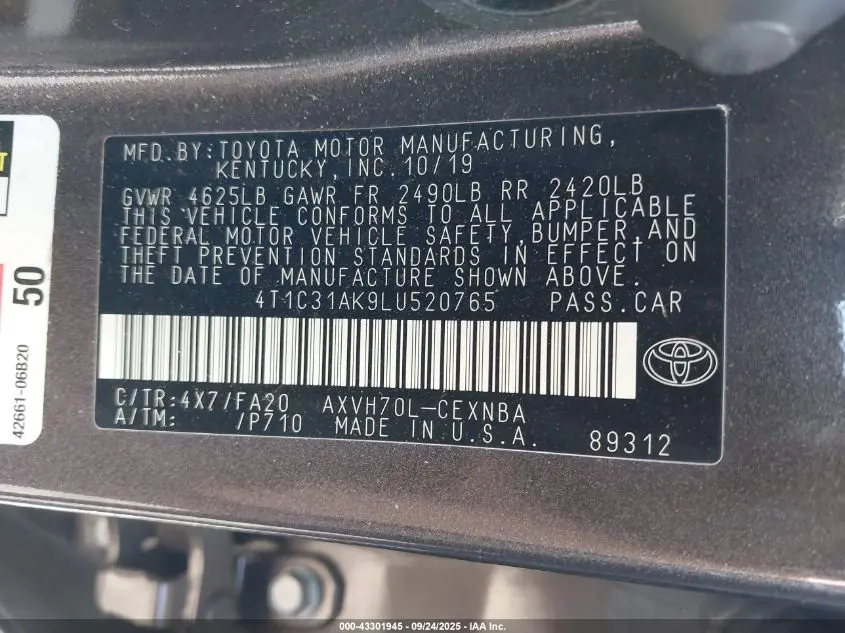 MFD.BY:TOYOTA MOTOR MANUFACTURING,
KENTUCKY,INC. 10/19
GVWR 4625LB GAWR FR 2490LB RR 2420LB
THIS VEHICLE CONFORMS TO ALL APPLICABLE
FEDERAL MOTOR VEHICLE SAFETY,BUMPER,AND
THEFT PREVENTION STANDARDS IN EFFECT ON
THE DATE OF MANUFACTURE SHOWN ABOVE.
4T1C31AK9LU520765 PASS.CAR
C/TR:4X7/FA20 AXVH70L-CEXNBA
A/TM: /P710 MADE IN U.S.A. 89312
50
42661-06B20
000-43301945 - 09/24/2025 - IAAI.COM